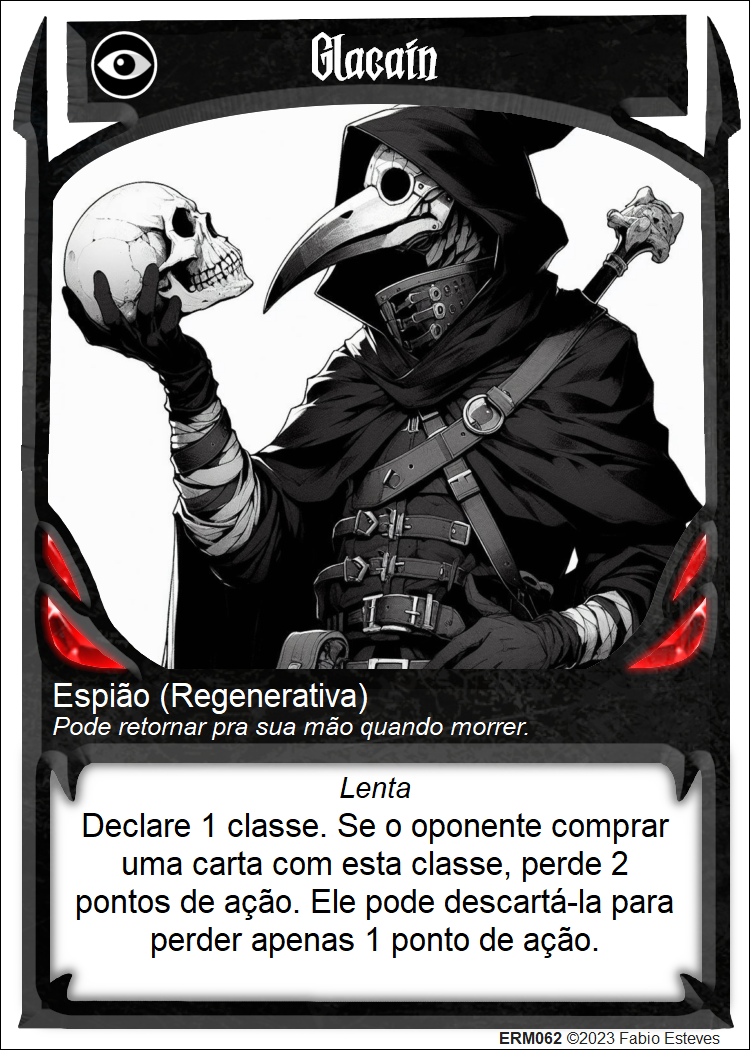 Glacain
Espião (Regenerativa)
Pode retornar pra sua mão quando morrer.
Lenta
Declare 1 classe. Se o oponente comprar
uma carta com esta classe, perde 2
pontos de ação. Ele pode descartá-la para
perder apenas 1 ponto de ação.
ERM062 ©2023 Fabio Esteves